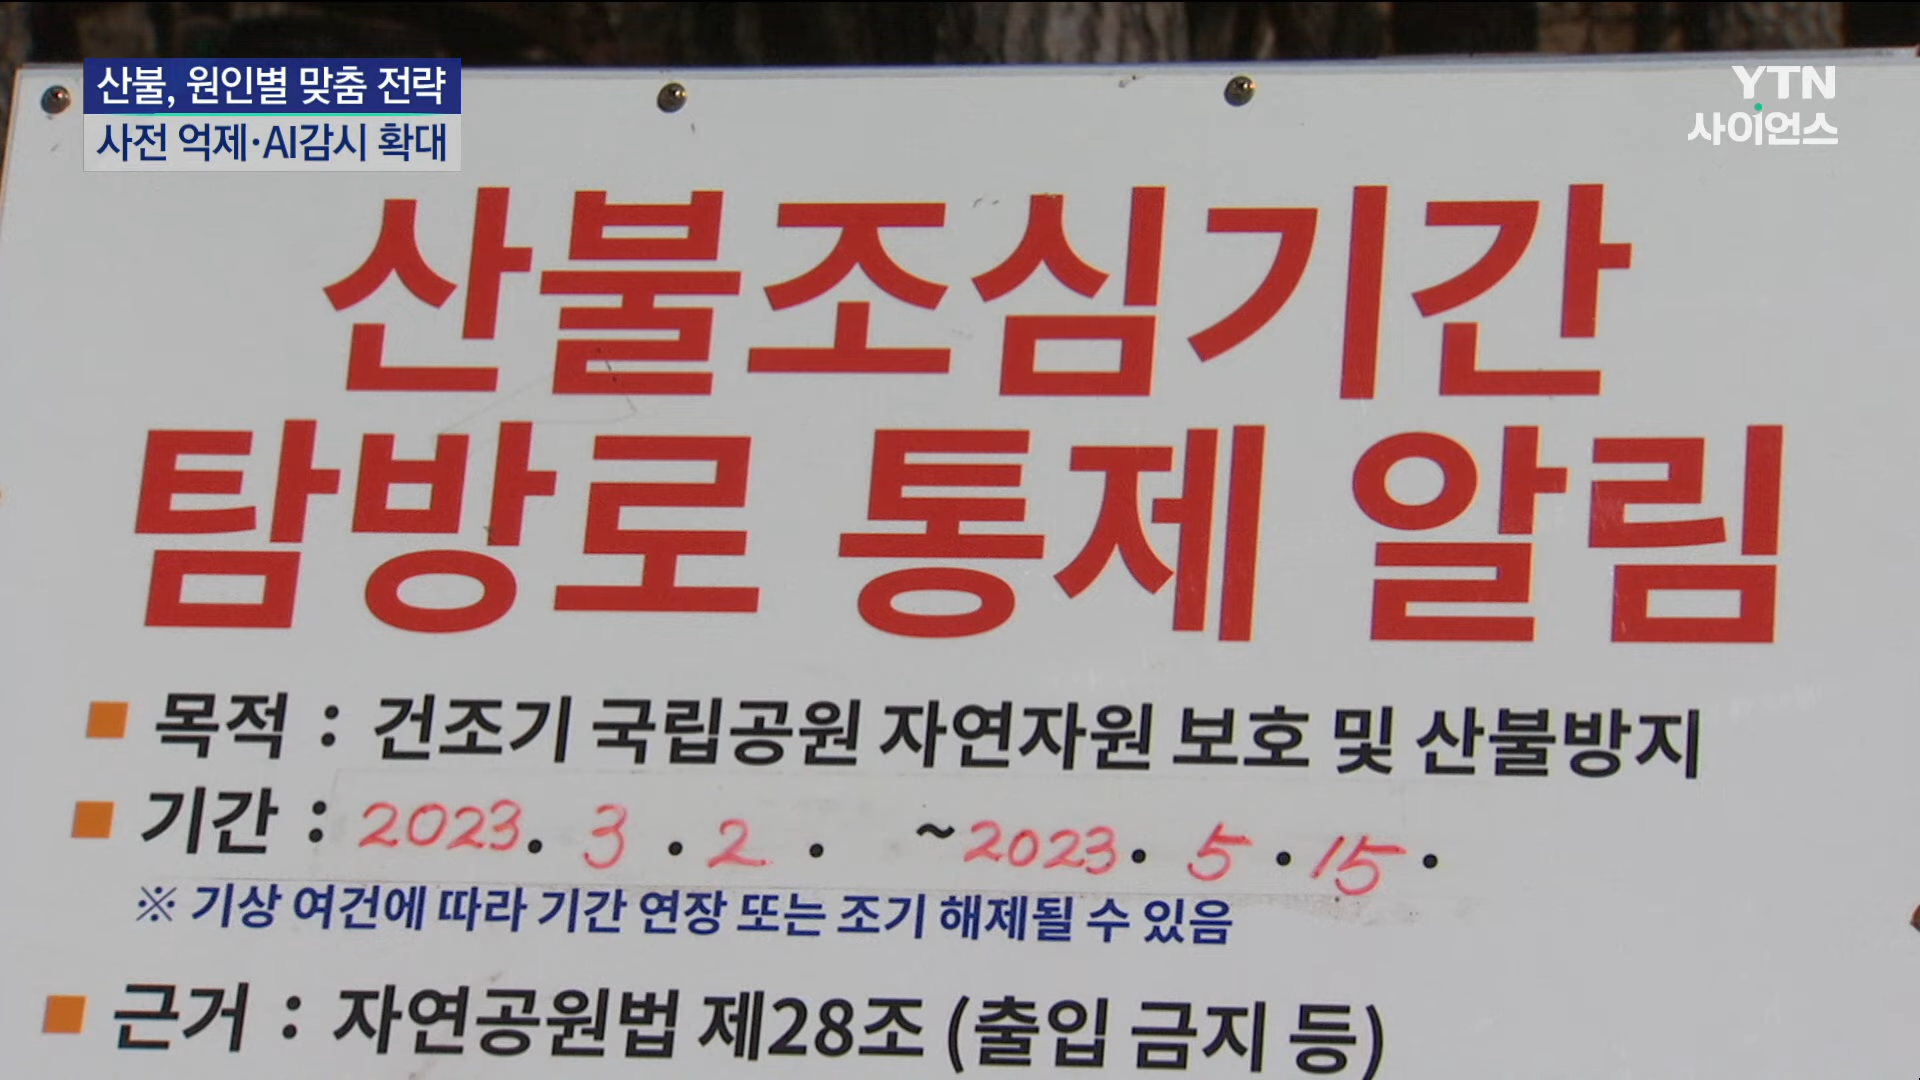 산불, 원인별 맞춤 전략
사전 억제·AI감시 확대
YTN
사이언스
산불조심기간
탐방로 통제 알림
목적 : 건조기 국립공원 자연자원 보호 및 산불방지
기간 : 2023. 3. 2. ~2023. 5. 15.
※ 기상 여건에 따라 기간 연장 또는 조기 해제될 수 있음
근거 : 자연공원법 제28조 (출입 금지 등)